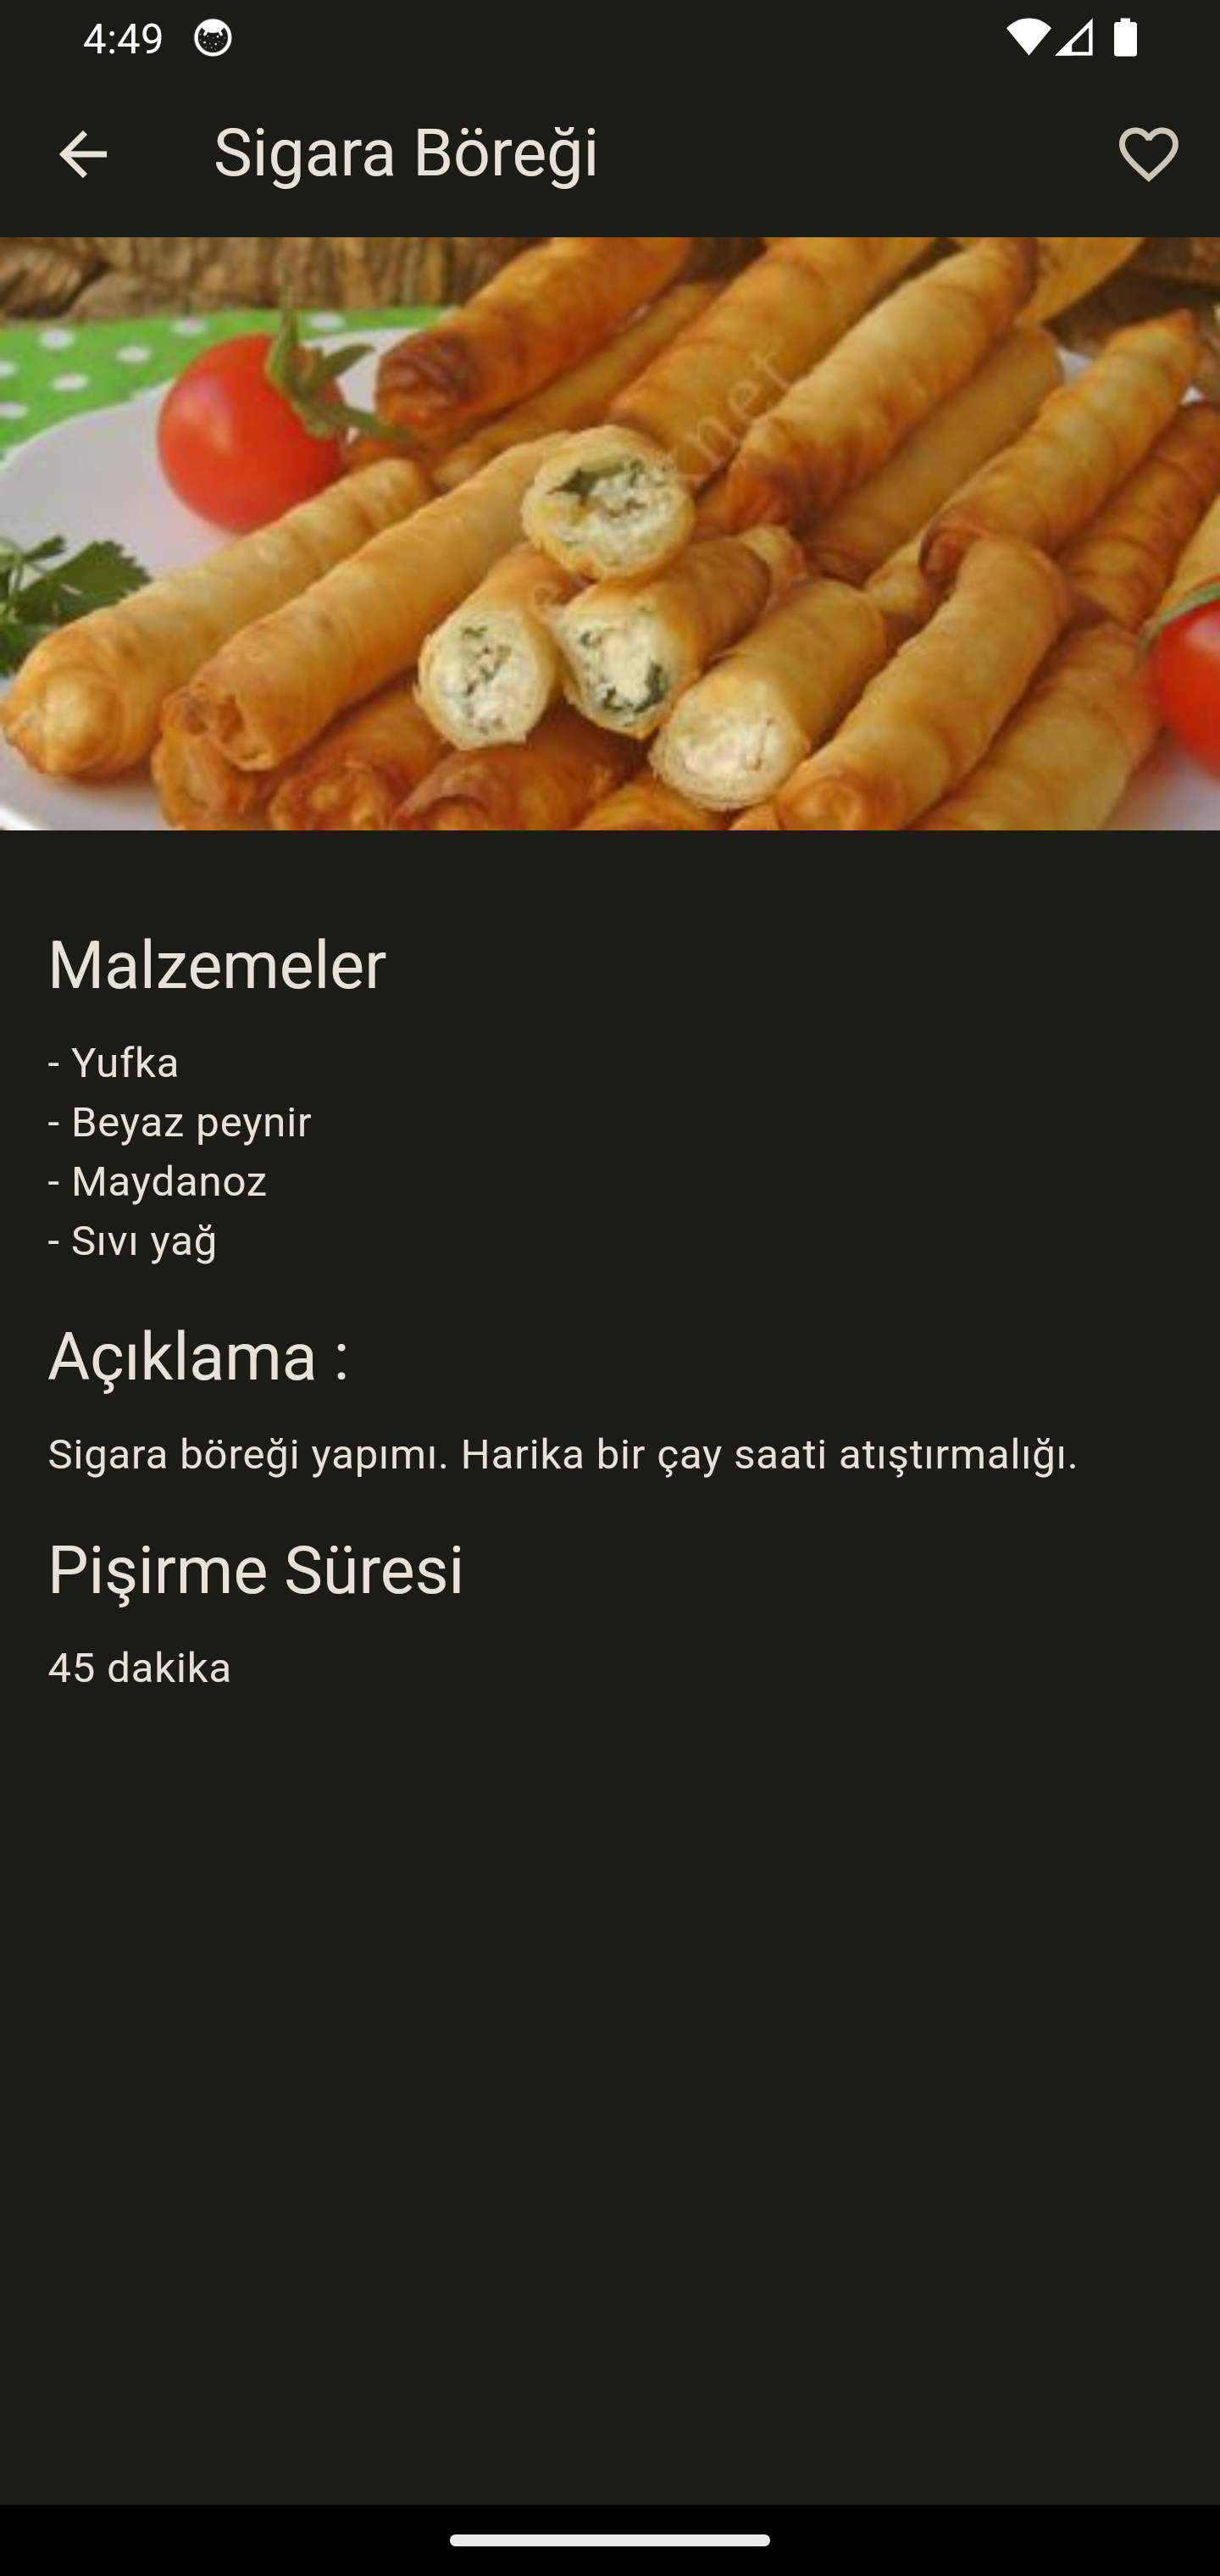 4:49
Sigara Böreği
Malzemeler
- Yufka
- Beyaz peynir
- Maydanoz
- Sıvı yağ
Açıklama :
Sigara böreği yapımı. Harika bir çay saati atıştırmalığı.
Pişirme Süresi
45 dakika